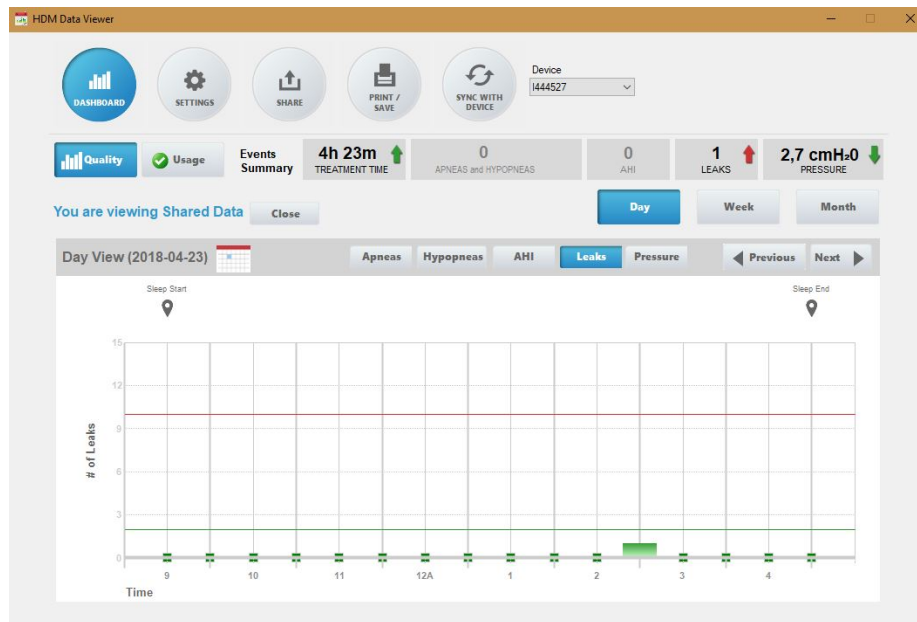 HDM Data Viewer
DASHBOARD
SETTINGS
SHARE
PRINT /
SAVE
SYNC WITH
DEVICE
Device
I444527
Quality
Usage
Events
Summary
4h 23m
TREATMENT TIME
0
APNEAS and HYPOPNEAS
0
AHI
1
LEAKS
2,7 cmH₂0
PRESSURE
You are viewing Shared Data
Close
Day
Week
Month
Day View (2018-04-23)
Apneas
Hypopneas
AHI
Leaks
Pressure
Previous
Next
Sleep Start
Sleep End
15
12
9
6
3
0
# of Leaks
9 10 11 12A 1 2 3 4
Time